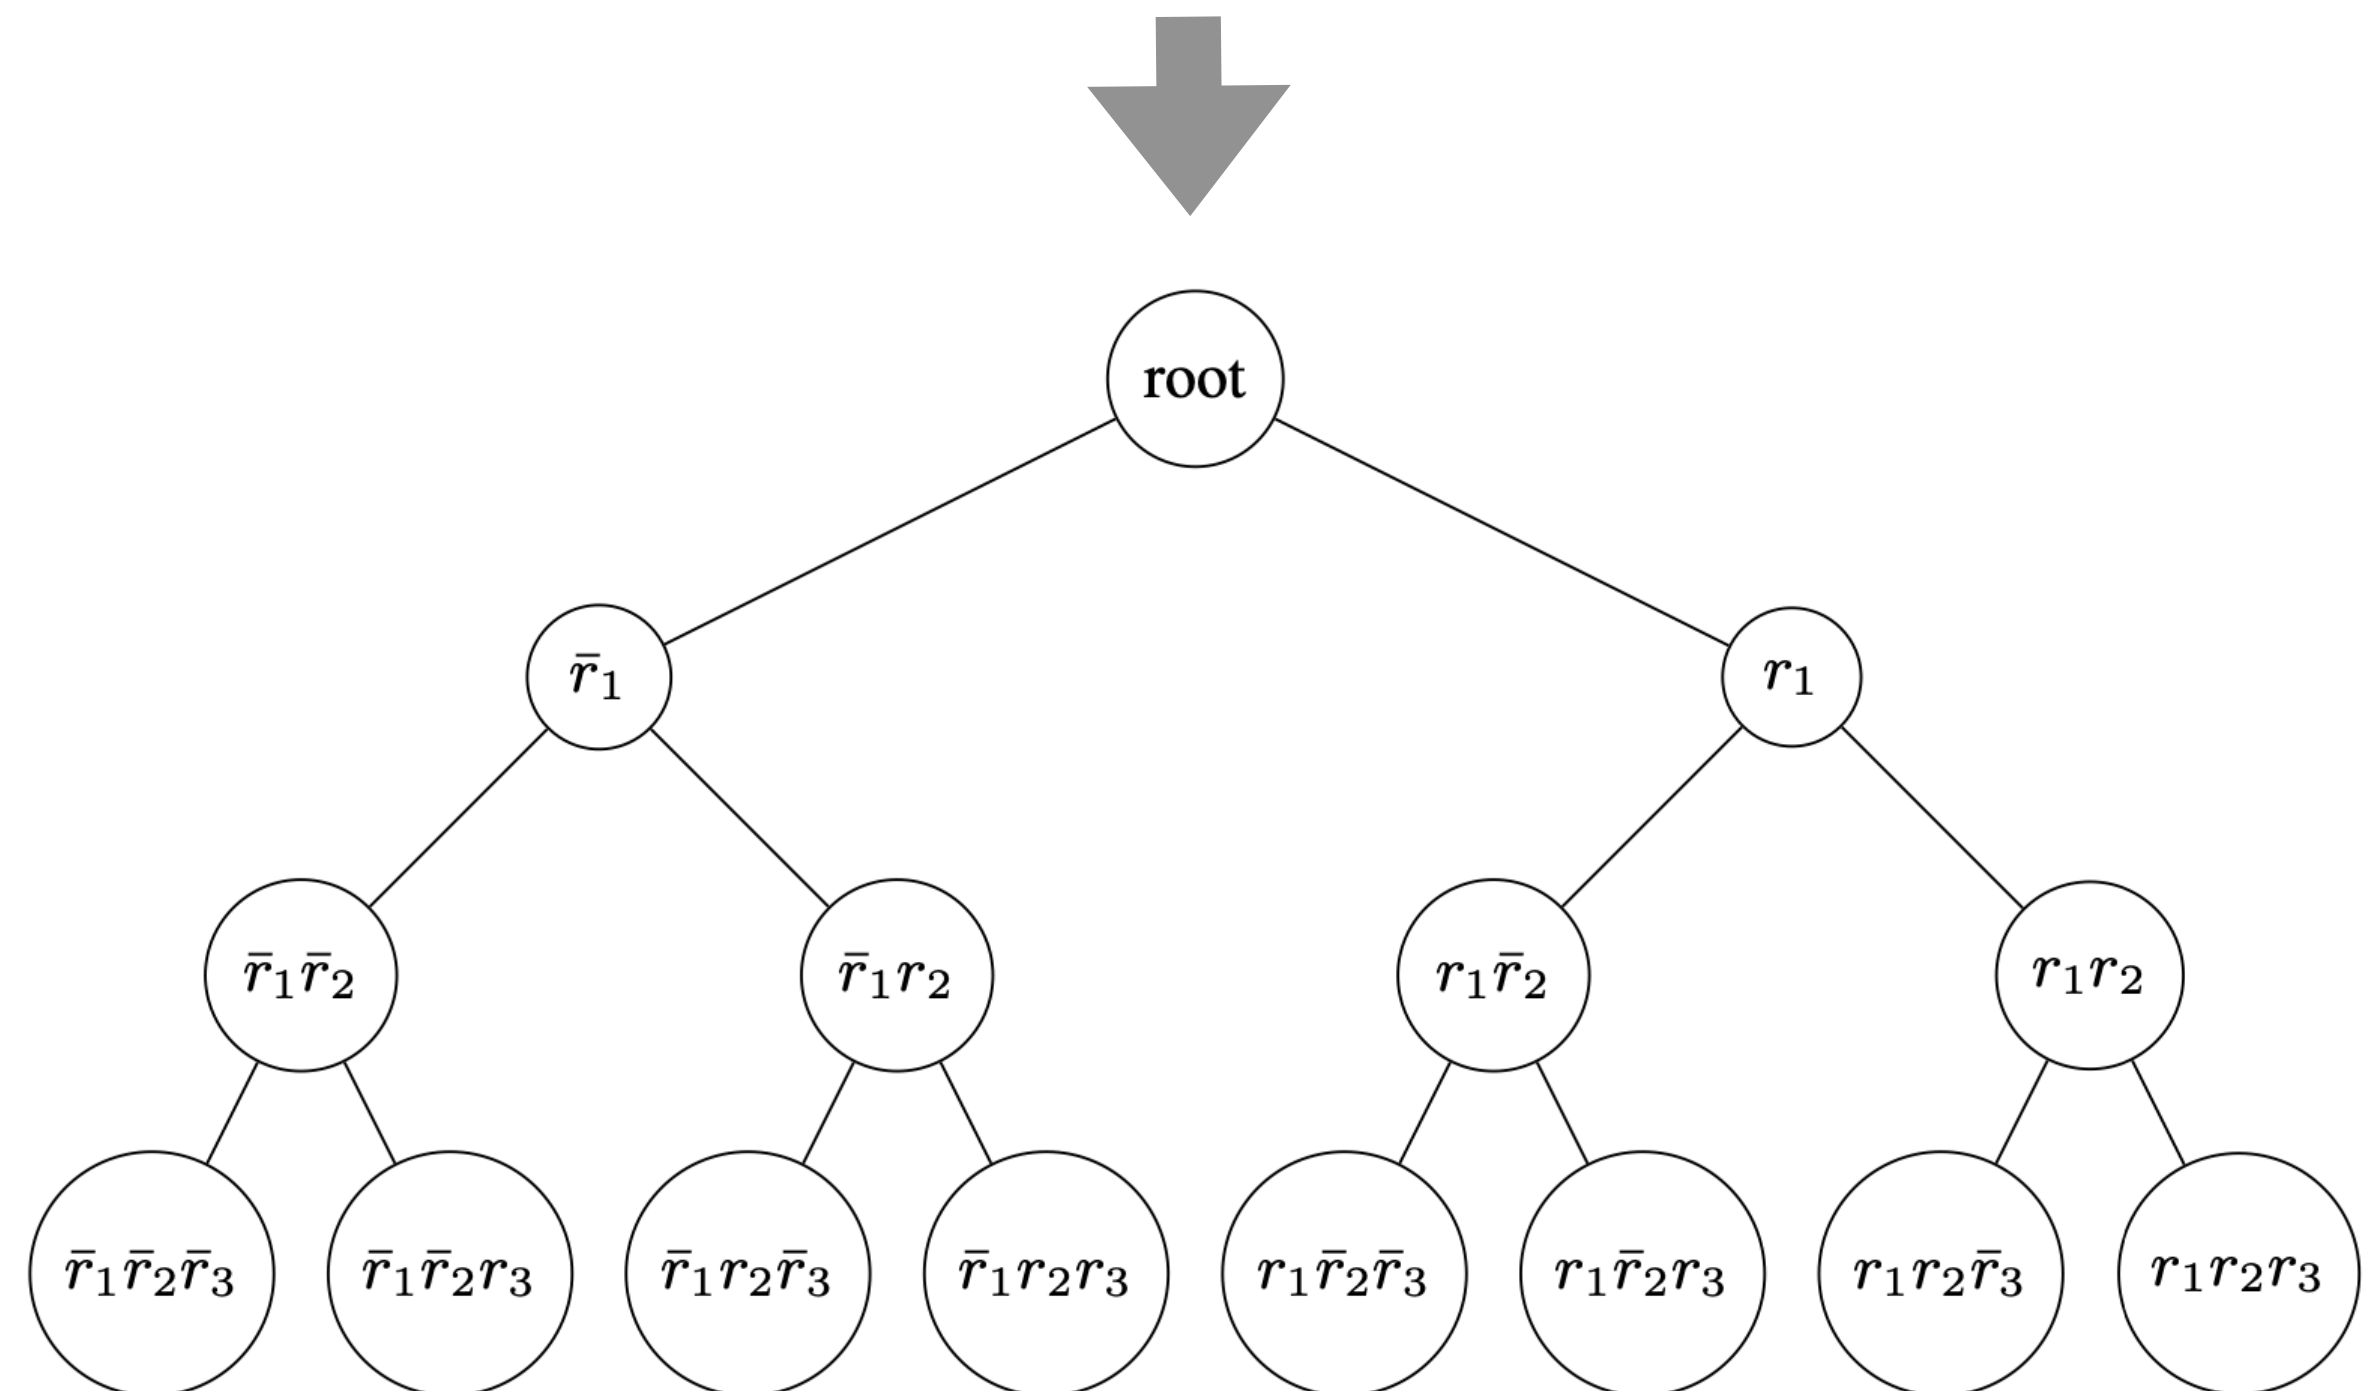 root
r̄₁ r₁
r̄₁r̄₂ r̄₁r₂ r₁r̄₂ r₁r₂
r̄₁r̄₂r̄₃ r̄₁r̄₂r₃ r̄₁r₂r̄₃ r̄₁r₂r₃ r₁r̄₂r̄₃ r₁r̄₂r₃ r₁r₂r̄₃ r₁r₂r₃